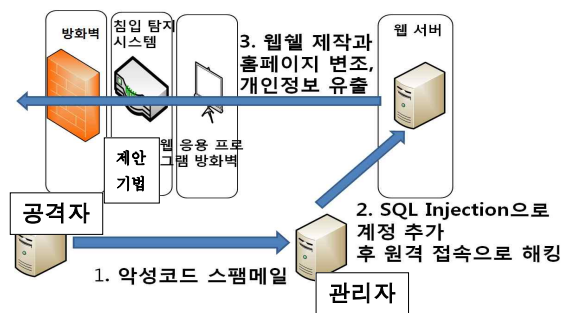 방화벽
침입 탐지
시스템
3. 웹쉘 제작과
홈페이지 변조,
개인정보 유출
웹 서버
제안
기법
웹 응용 프로
그램 방화벽
공격자
1. 악성코드 스팸메일
2. SQL Injection으로
계정 추가
후 원격 접속으로 해킹
관리자